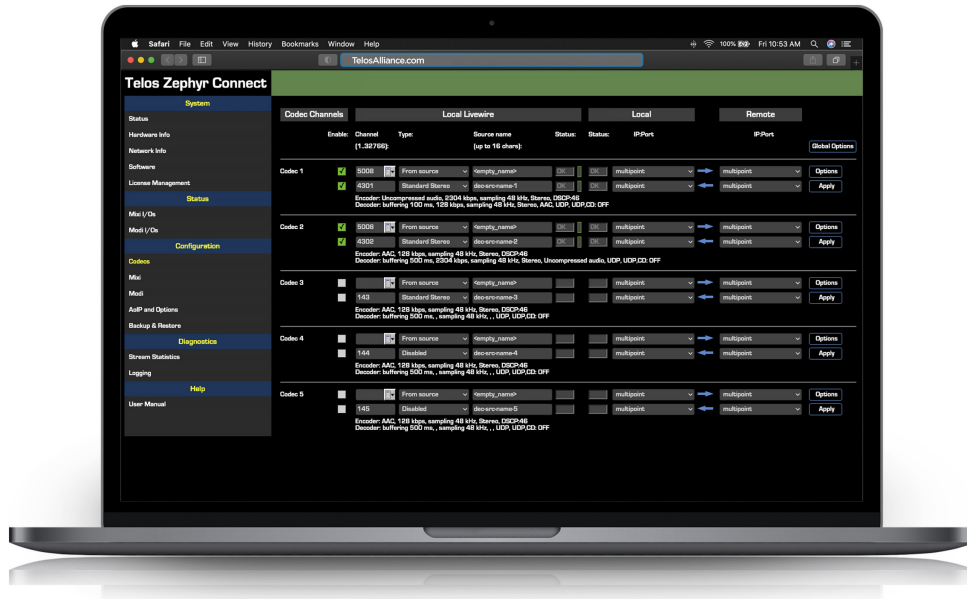 Safari File Edit View History Bookmarks Window Help 100% Fri 10:53 AM
TelosAlliance.com
Telos Zephyr Connect
System
Status
Hardware Info
Network Info
Software
License Management
Status
Mixi I/Os
Modi I/Os
Configuration
Codecs
Mixi
Modi
AoIP and Options
Backup & Restore
Diagnostics
Stream Statistics
Logging
Help
User Manual
Codec Channels Local Livewire Local Remote
Enable: Channel Type: Source name Status: Status: IP:Port IP:Port
(1..32766): (up to 16 chars): Global Options
Codec 1 5008 From source <empty_name> OK OK multipoint multipoint Options
4301 Standard Stereo dec-src-name-1 OK OK multipoint multipoint Apply
Encoder: Uncompressed audio, 2304 kbps, sampling 48 kHz, Stereo, DSCP:46
Decoder: buffering 100 ms, 128 kbps, sampling 48 kHz, Stereo, AAC, UDP, UDP,CD: OFF
Codec 2 5008 From source <empty_name> OK OK multipoint multipoint Options
4302 Standard Stereo dec-src-name-2 OK OK multipoint multipoint Apply
Encoder: AAC, 128 kbps, sampling 48 kHz, Stereo, DSCP:46
Decoder: buffering 500 ms, 2304 kbps, sampling 48 kHz, Stereo, Uncompressed audio, UDP, UDP,CD: OFF
Codec 3 From source <empty_name> multipoint multipoint Options
143 Standard Stereo dec-src-name-3 multipoint multipoint Apply
Encoder: AAC, 128 kbps, sampling 48 kHz, Stereo, DSCP:46
Decoder: buffering 500 ms, , sampling 48 kHz, , , UDP, UDP,CD: OFF
Codec 4 From source <empty_name> multipoint multipoint Options
144 Disabled dec-src-name-4 multipoint multipoint Apply
Encoder: AAC, 128 kbps, sampling 48 kHz, Stereo, DSCP:46
Decoder: buffering 500 ms, , sampling 48 kHz, , , UDP, UDP,CD: OFF
Codec 5 From source <empty_name> multipoint multipoint Options
145 Disabled dec-src-name-5 multipoint multipoint Apply
Encoder: AAC, 128 kbps, sampling 48 kHz, Stereo, DSCP:46
Decoder: buffering 500 ms, , sampling 48 kHz, , , UDP, UDP,CD: OFF